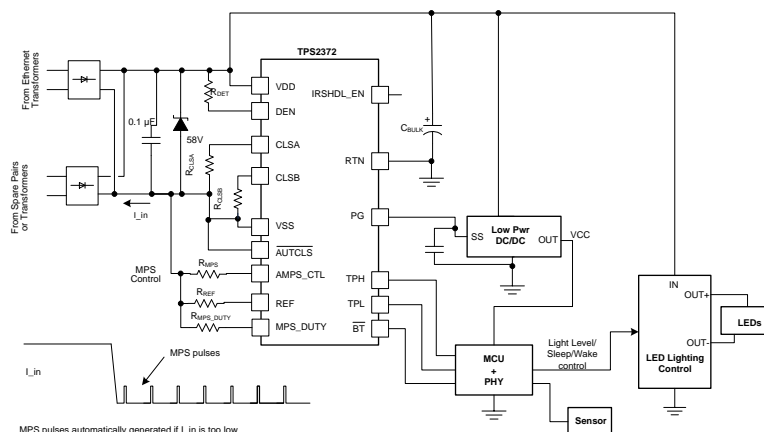 TPS2372
From Ethernet
Transformers
From Spare Pairs
or Transformers
0.1 µF
58V
RDET
RCLSA
RCLSB
I_in
VDD
DEN
CLSA
CLSB
VSS
AUTCLS
AMPS_CTL
REF
MPS_DUTY
IRSHDL_EN
RTN
PG
TPH
TPL
BT
MPS
Control
RMPS
RREF
RMPS_DUTY
CBULK
+
SS
Low Pwr
DC/DC
OUT
VCC
MCU
+
PHY
Light Level/
Sleep/Wake
control
Sensor
IN
OUT+
OUT-
LED Lighting
Control
LEDs
I_in
MPS pulses
MPS pulses automatically generated if I_in is too low